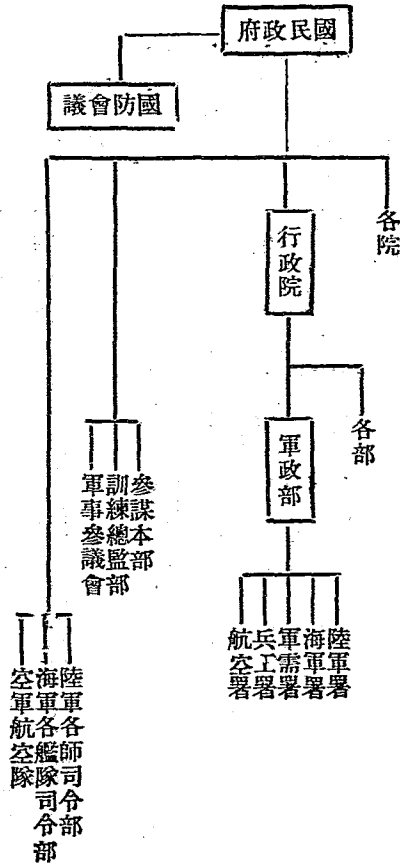 國民政府
國防會議
各院
行政院
各部
軍政部
陸軍署
海軍署
軍需署
兵工署
航空署
參謀本部
訓練總監部
軍事參議會
陸軍各師司令部
海軍各艦隊司令部
空軍航空隊